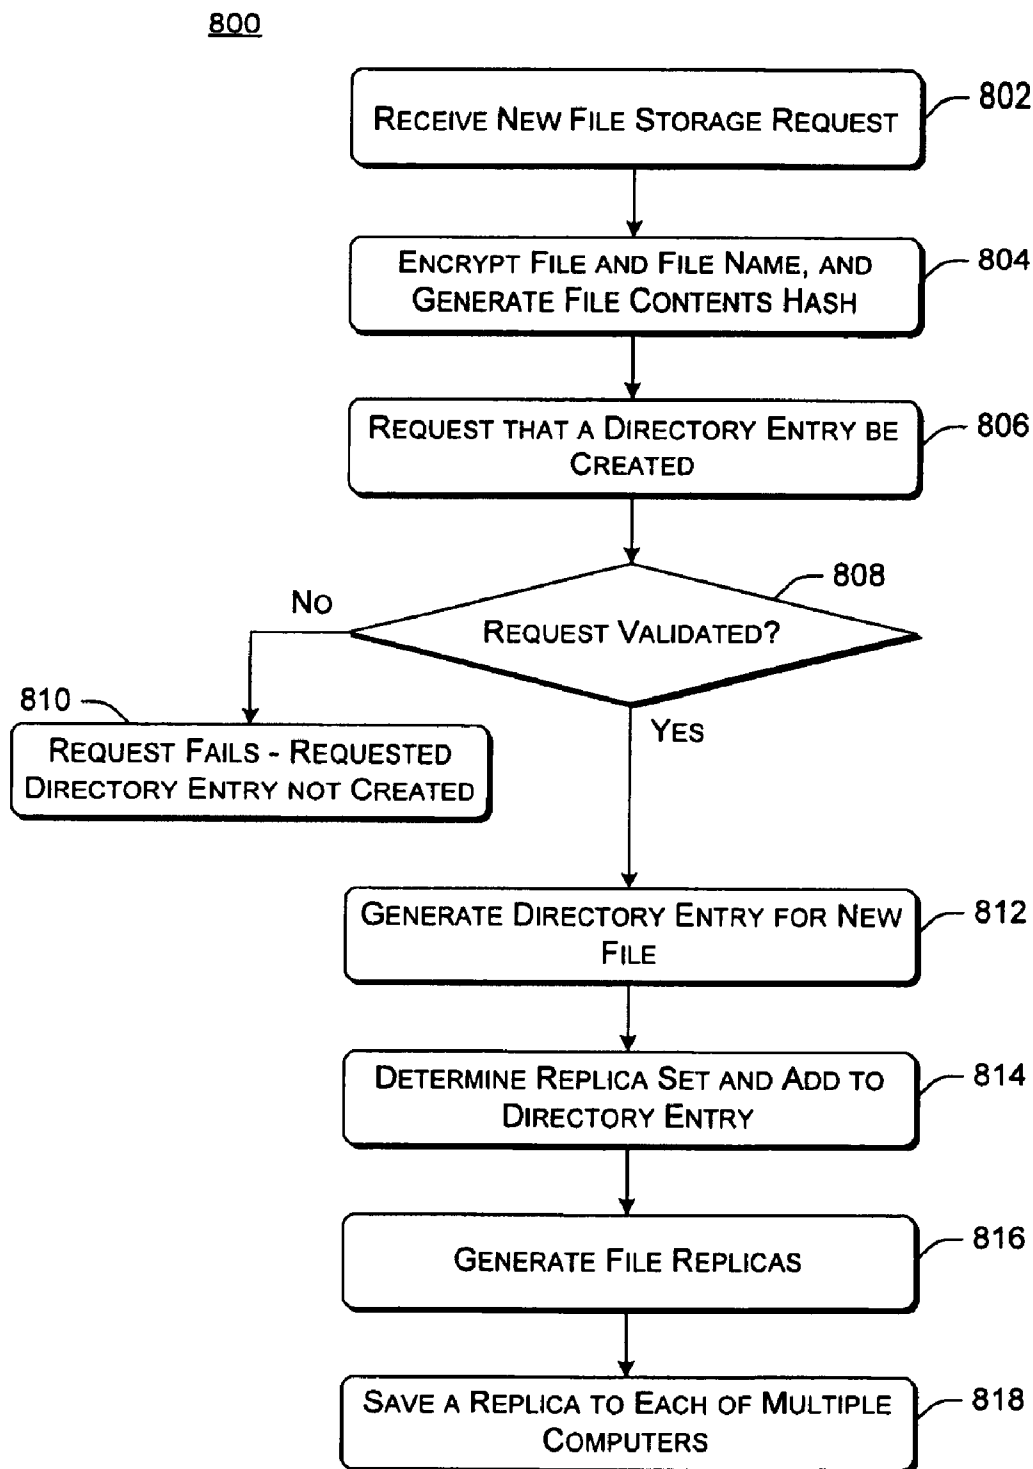 800
RECEIVE NEW FILE STORAGE REQUEST
802
ENCRYPT FILE AND FILE NAME, AND
GENERATE FILE CONTENTS HASH
804
REQUEST THAT A DIRECTORY ENTRY BE
CREATED
806
808
NO
REQUEST VALIDATED?
810
YES
REQUEST FAILS - REQUESTED
DIRECTORY ENTRY NOT CREATED
GENERATE DIRECTORY ENTRY FOR NEW
FILE
812
DETERMINE REPLICA SET AND ADD TO
DIRECTORY ENTRY
814
GENERATE FILE REPLICAS
816
SAVE A REPLICA TO EACH OF MULTIPLE
COMPUTERS
818